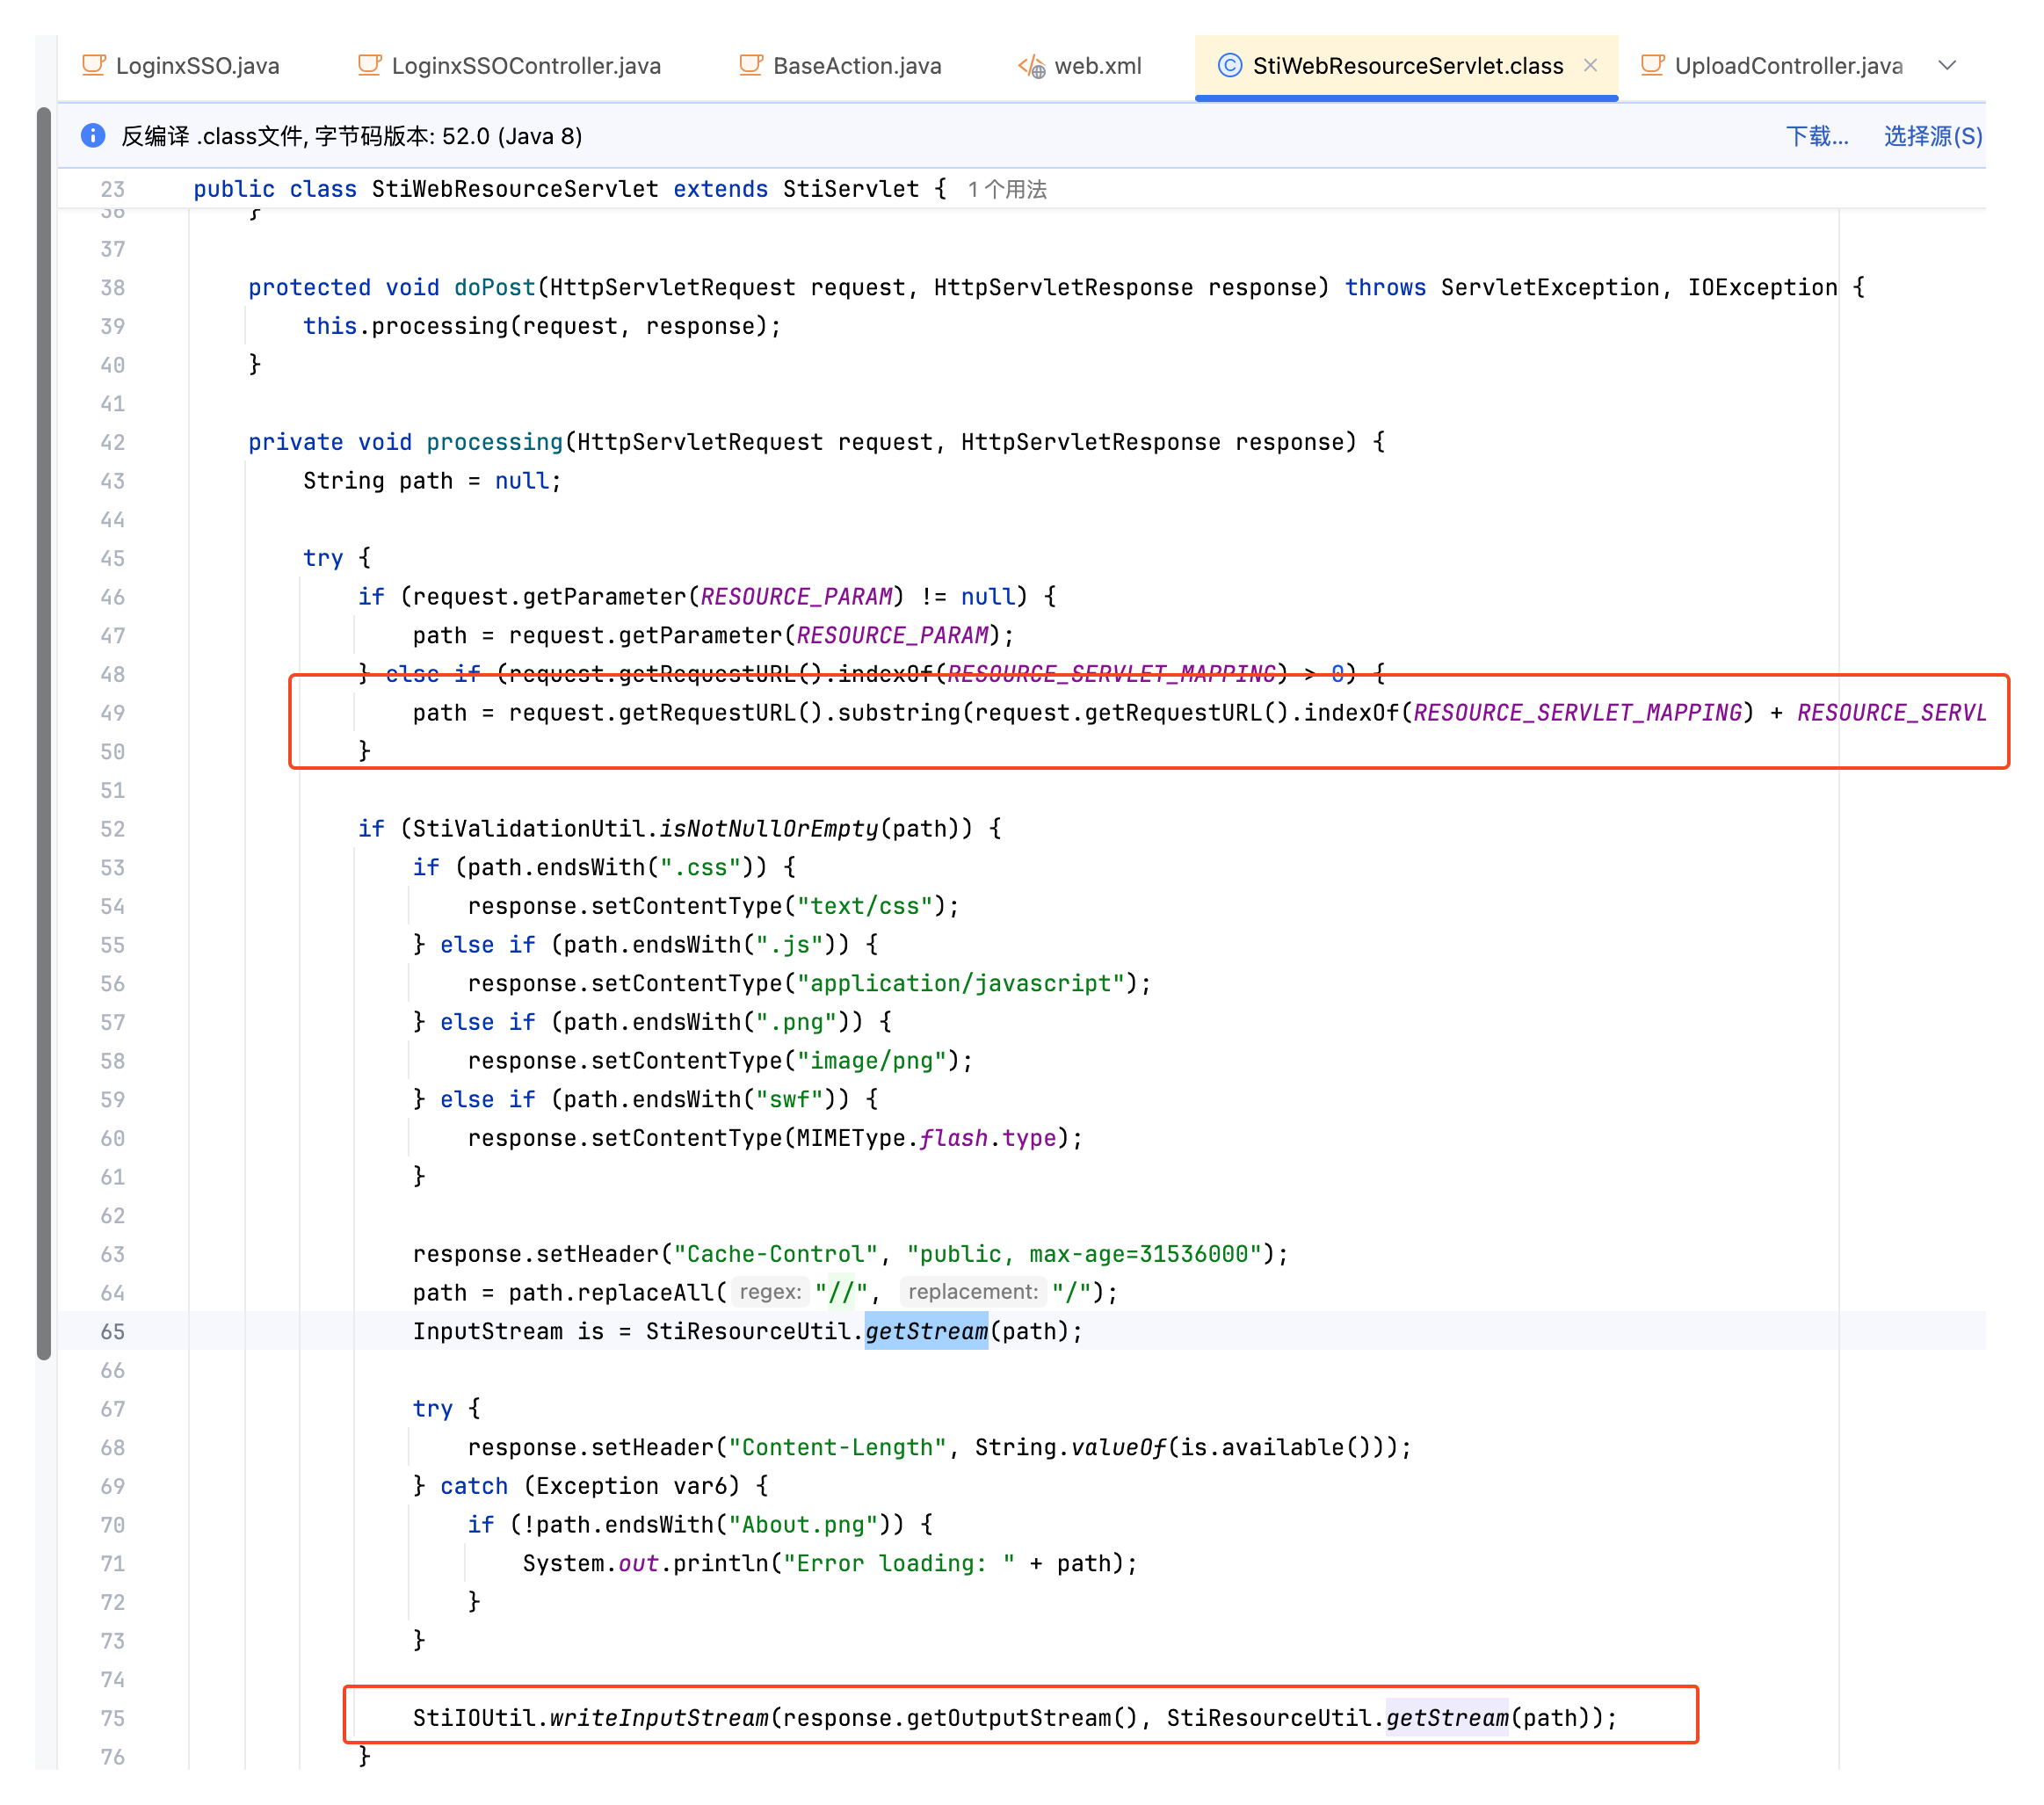 LoginxSSO.java LoginxSSOController.java BaseAction.java web.xml StiWebResourceServlet.class UploadController.java
反编译 .class文件, 字节码版本: 52.0 (Java 8) 下载... 选择源(S)
23 public class StiWebResourceServlet extends StiServlet { 1 个用法
36 }
37
38 protected void doPost(HttpServletRequest request, HttpServletResponse response) throws ServletException, IOException {
39 this.processing(request, response);
40 }
41
42 private void processing(HttpServletRequest request, HttpServletResponse response) {
43 String path = null;
44
45 try {
46 if (request.getParameter(RESOURCE_PARAM) != null) {
47 path = request.getParameter(RESOURCE_PARAM);
48 } else if (request.getRequestURL().indexOf(RESOURCE_SERVLET_MAPPING) > 0) {
49 path = request.getRequestURL().substring(request.getRequestURL().indexOf(RESOURCE_SERVLET_MAPPING) + RESOURCE_SERVL
50 }
51
52 if (StiValidationUtil.isNotNullOrEmpty(path)) {
53 if (path.endsWith(".css")) {
54 response.setContentType("text/css");
55 } else if (path.endsWith(".js")) {
56 response.setContentType("application/javascript");
57 } else if (path.endsWith(".png")) {
58 response.setContentType("image/png");
59 } else if (path.endsWith("swf")) {
60 response.setContentType(MIMEType.flash.type);
61 }
62
63 response.setHeader("Cache-Control", "public, max-age=31536000");
64 path = path.replaceAll( regex: "//", replacement: "/");
65 InputStream is = StiResourceUtil.getStream(path);
66
67 try {
68 response.setHeader("Content-Length", String.valueOf(is.available()));
69 } catch (Exception var6) {
70 if (!path.endsWith("About.png")) {
71 System.out.println("Error loading: " + path);
72 }
73 }
74
75 StiIOUtil.writeInputStream(response.getOutputStream(), StiResourceUtil.getStream(path));
76 }